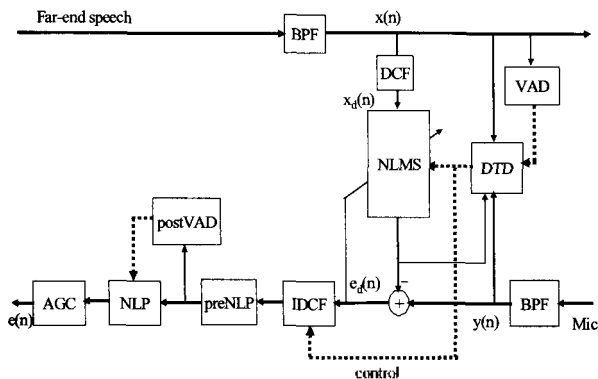 Far-end speech
BPF
x(n)
DCF
VAD
x_d(n)
NLMS
DTD
postVAD
e_d(n)
−
AGC
NLP
preNLP
IDCF
+
y(n)
BPF
e(n)
Mic
control